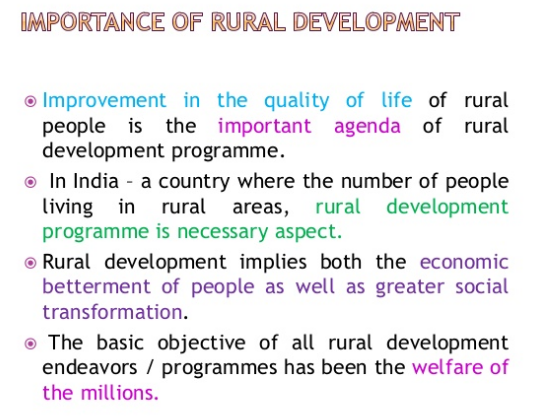 IMPORTANCE OF RURAL DEVELOPMENT
Improvement in the quality of life of rural
people is the important agenda of rural
development programme.
In India – a country where the number of people
living in rural areas, rural development
programme is necessary aspect.
Rural development implies both the economic
betterment of people as well as greater social
transformation.
The basic objective of all rural development
endeavors / programmes has been the welfare of
the millions.